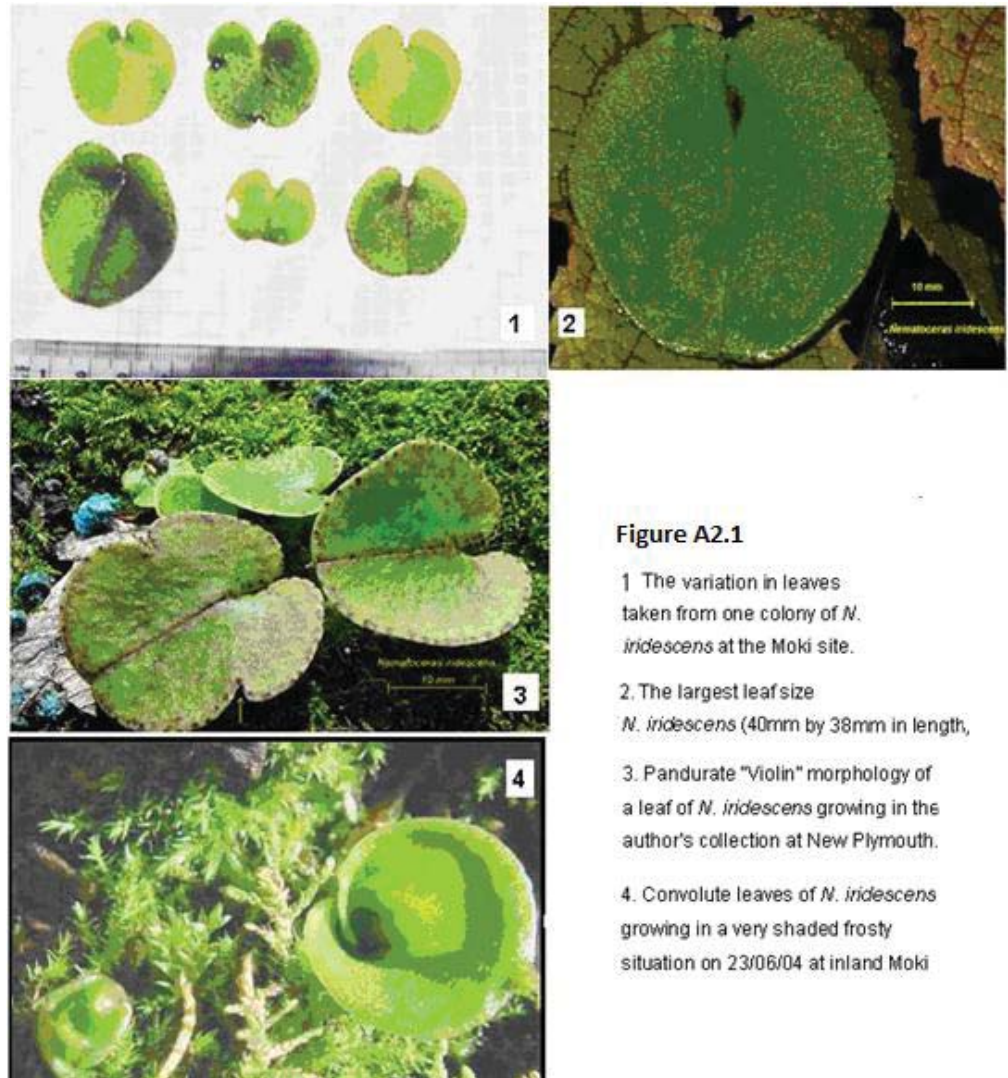 1
2
10 mm
Nematoceras iridescens
Nematoceras iridescens
10 mm
3
4
Figure A2.1
1 The variation in leaves
taken from one colony of N.
iridescens at the Moki site.
2. The largest leaf size
N. iridescens (40mm by 38mm in length,
3. Pandurate "Violin" morphology of
a leaf of N. iridescens growing in the
author's collection at New Plymouth.
4. Convolute leaves of N. iridescens
growing in a very shaded frosty
situation on 23/06/04 at inland Moki